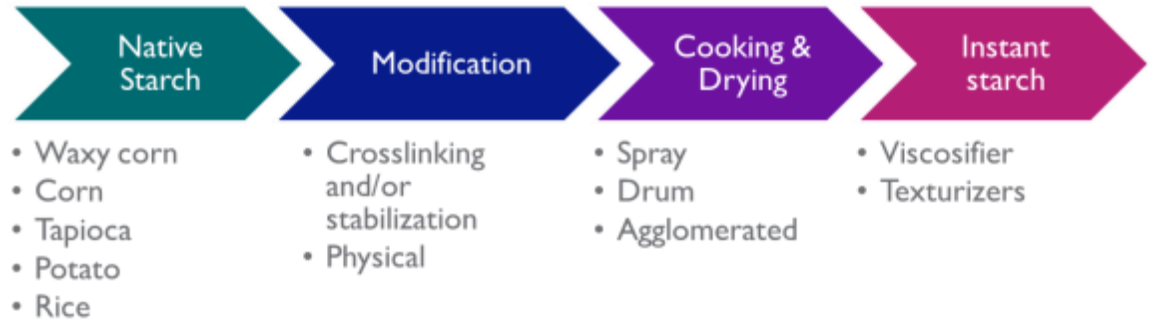 Native
Starch
Modification
Cooking &
Drying
Instant
starch
• Waxy corn
• Corn
• Tapioca
• Potato
• Rice
• Crosslinking
and/or
stabilization
• Physical
• Spray
• Drum
• Agglomerated
• Viscosifier
• Texturizers